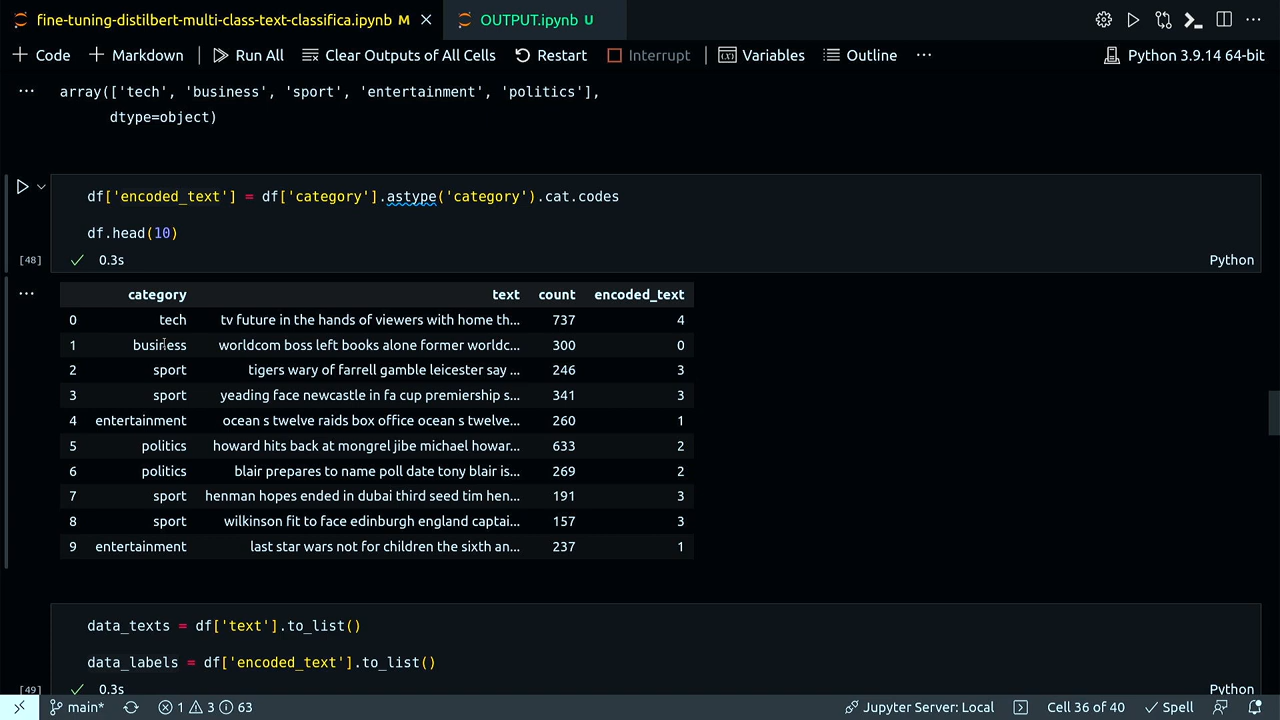 fine-tuning-distilbert-multi-class-text-classifica.ipynb M OUTPUT.ipynb U
Code Markdown Run All Clear Outputs of All Cells Restart Interrupt Variables Outline ... Python 3.9.14 64-bit
... array(['tech', 'business', 'sport', 'entertainment', 'politics'],
dtype=object)
df['encoded_text'] = df['category'].astype('category').cat.codes
df.head(10)
[48] 0.3s Python
... category text count encoded_text
0 tech tv future in the hands of viewers with home th... 737 4
1 business worldcom boss left books alone former worldc... 300 0
2 sport tigers wary of farrell gamble leicester say ... 246 3
3 sport yeading face newcastle in fa cup premiership s... 341 3
4 entertainment ocean s twelve raids box office ocean s twelve... 260 1
5 politics howard hits back at mongrel jibe michael howar... 633 2
6 politics blair prepares to name poll date tony blair is... 269 2
7 sport henman hopes ended in dubai third seed tim hen... 191 3
8 sport wilkinson fit to face edinburgh england captai... 157 3
9 entertainment last star wars not for children the sixth an... 237 1
data_texts = df['text'].to_list()
data_labels = df['encoded_text'].to_list()
[49] 0.3s Python
main* 1 3 63 Jupyter Server: Local Cell 36 of 40 Spell